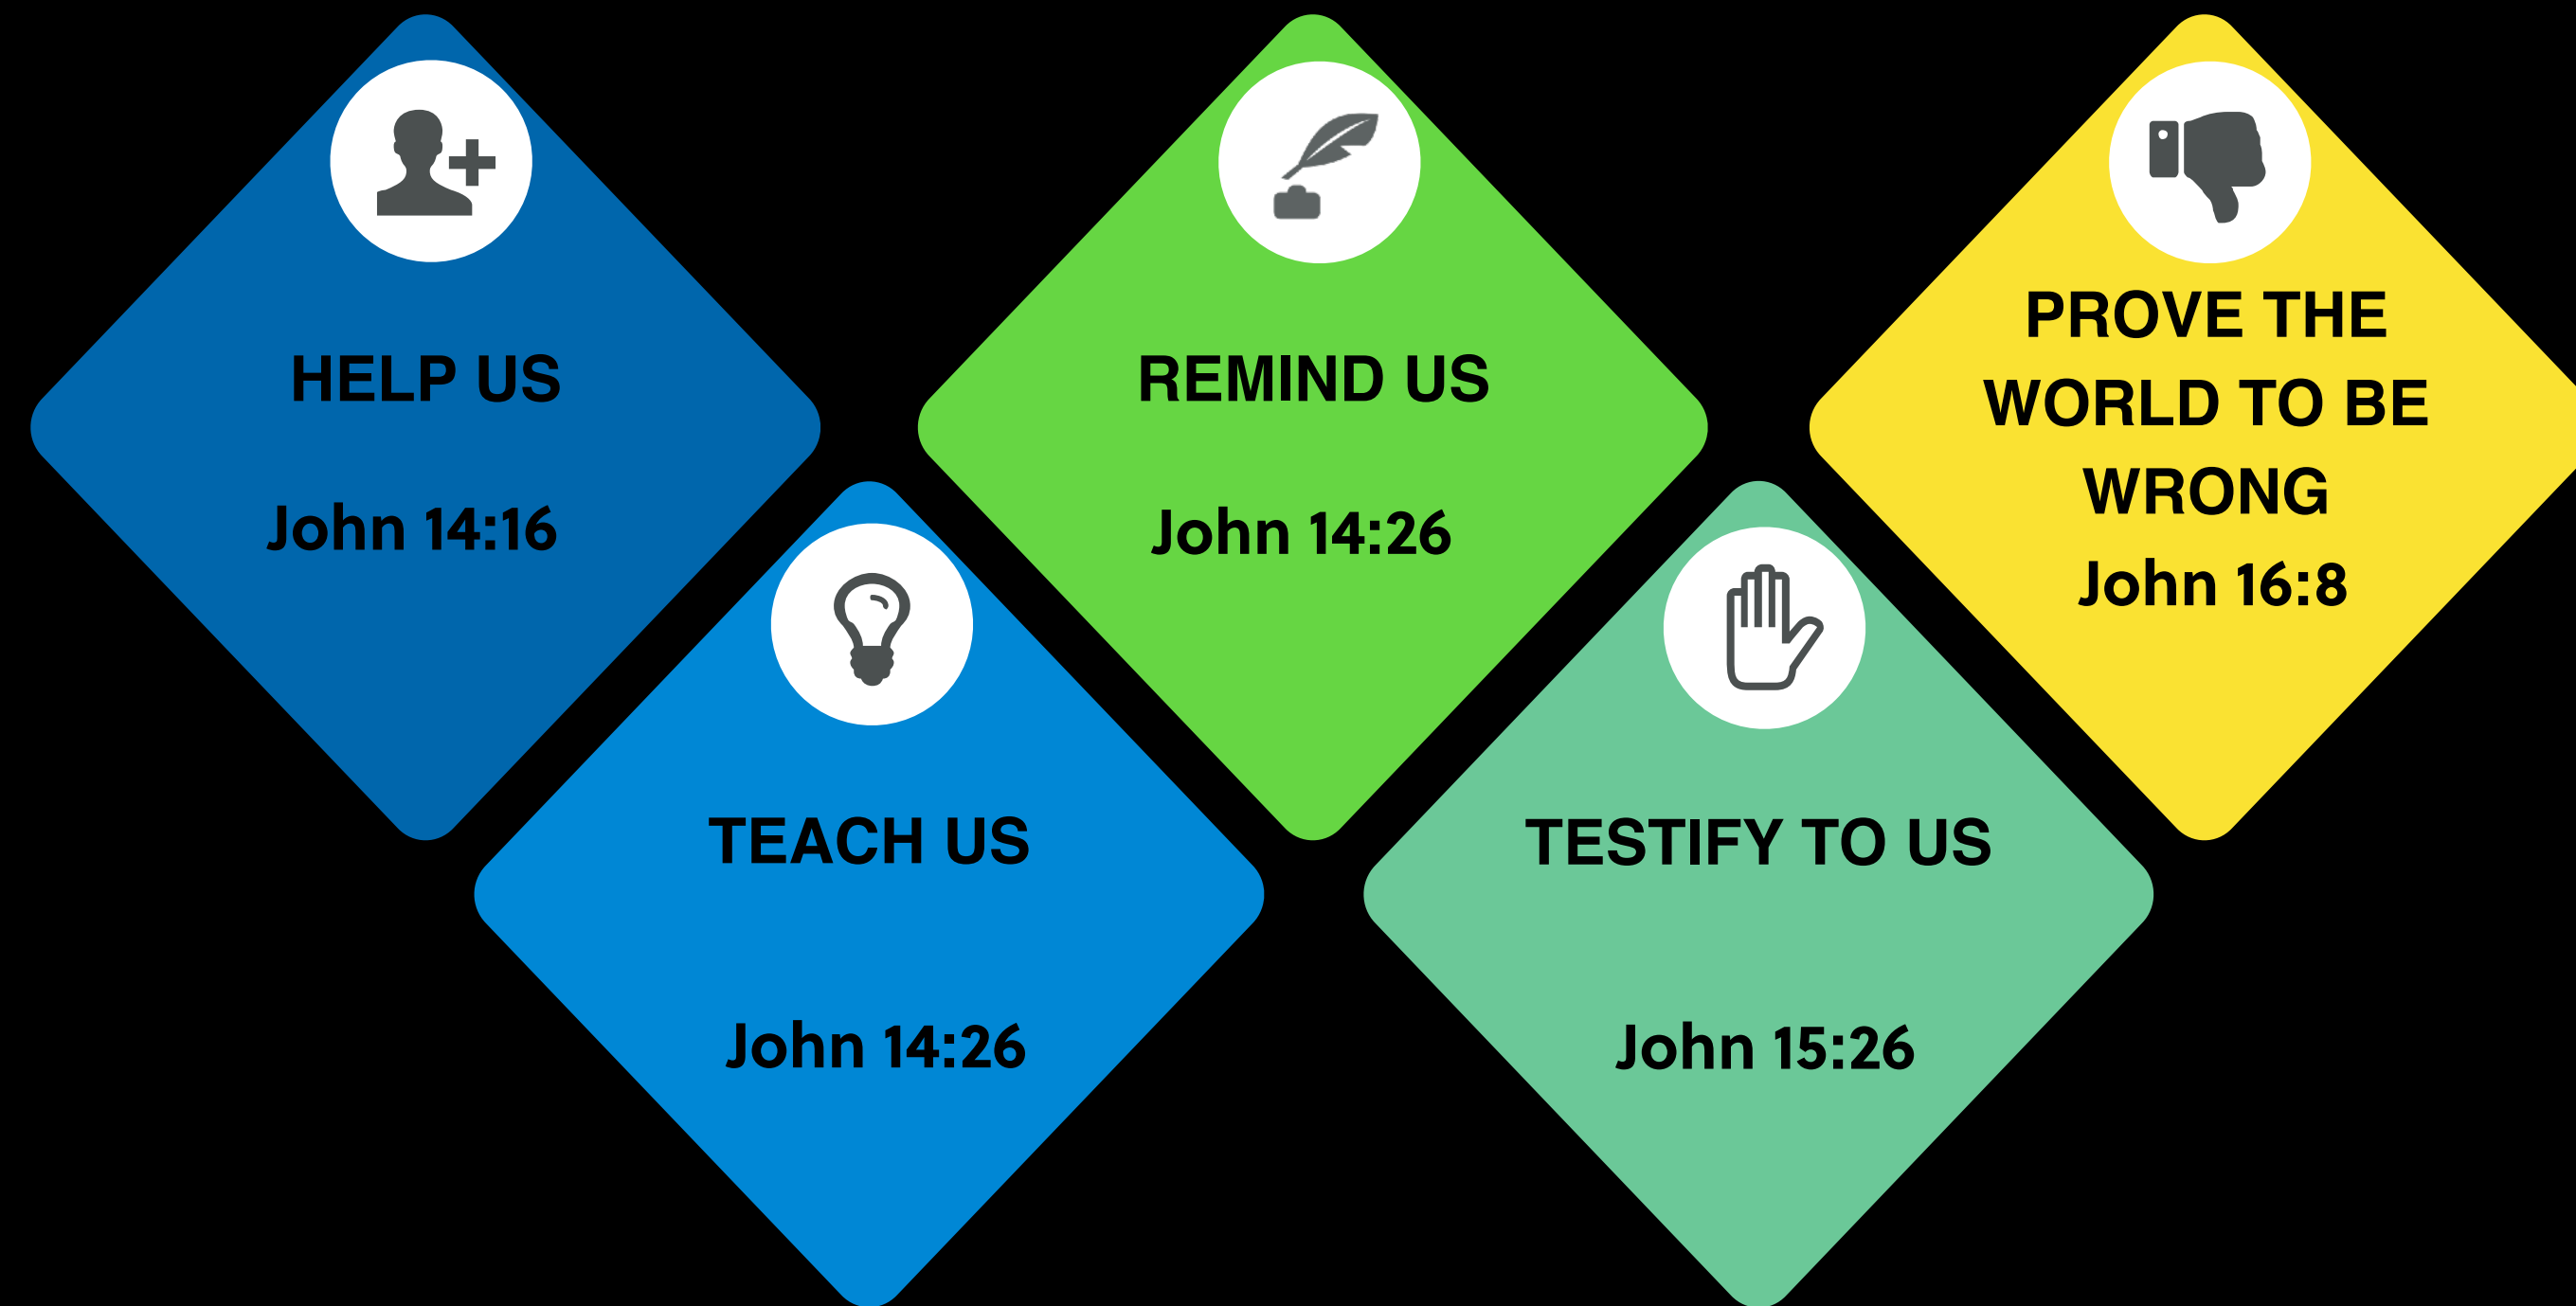 HELP US
John 14:16
TEACH US
John 14:26
REMIND US
John 14:26
TESTIFY TO US
John 15:26
PROVE THE
WORLD TO BE
WRONG
John 16:8